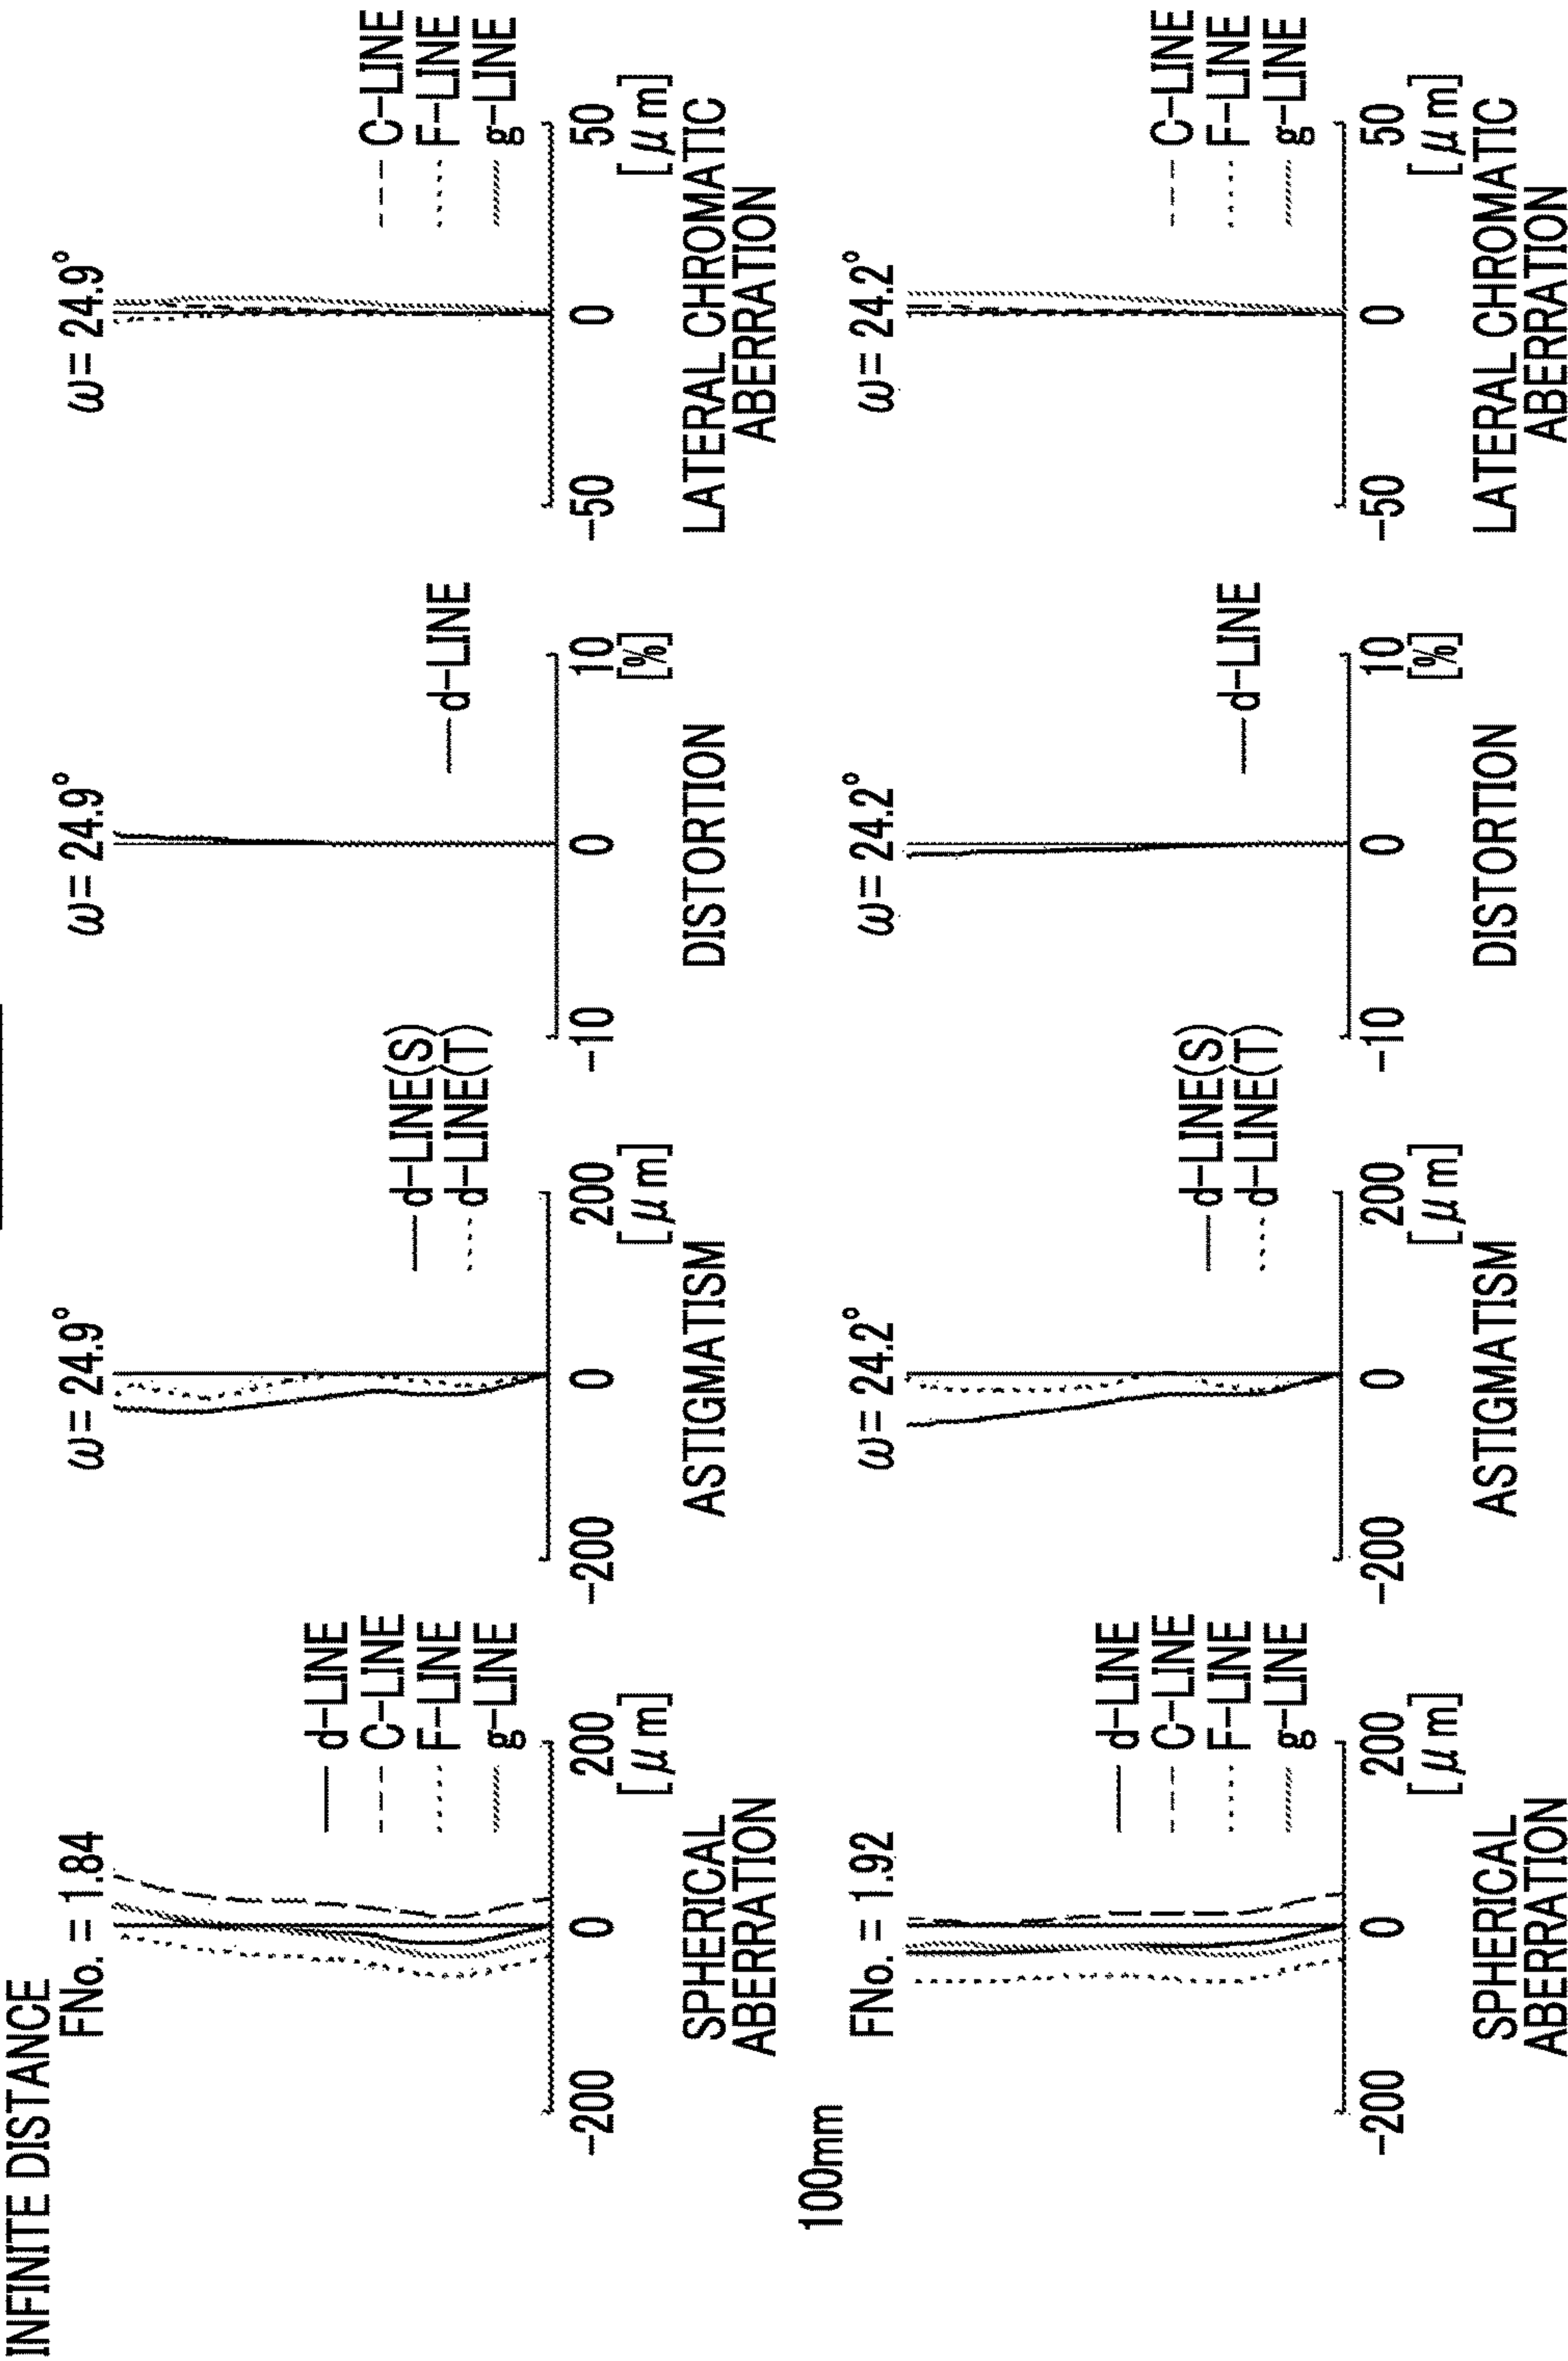 INFINITE DISTANCE
FNo. = 1.84
d-LINE
C-LINE
F-LINE
g-LINE
-200
0
200
[μm]
SPHERICAL
ABERRATION
ω= 24.9°
d-LINE(S)
d-LINE(T)
-200
0
200
[μm]
ASTIGMATISM
ω= 24.9°
d-LINE
-10
0
10
[%]
DISTORTION
ω= 24.9°
C-LINE
F-LINE
g-LINE
-50
0
50
[μm]
LATERAL CHROMATIC
ABERRATION
100mm
FNo. = 1.92
d-LINE
C-LINE
F-LINE
g-LINE
-200
0
200
[μm]
SPHERICAL
ABERRATION
ω= 24.2°
d-LINE(S)
d-LINE(T)
-200
0
200
[μm]
ASTIGMATISM
ω= 24.2°
d-LINE
-10
0
10
[%]
DISTORTION
ω= 24.2°
C-LINE
F-LINE
g-LINE
-50
0
50
[μm]
LATERAL CHROMATIC
ABERRATION